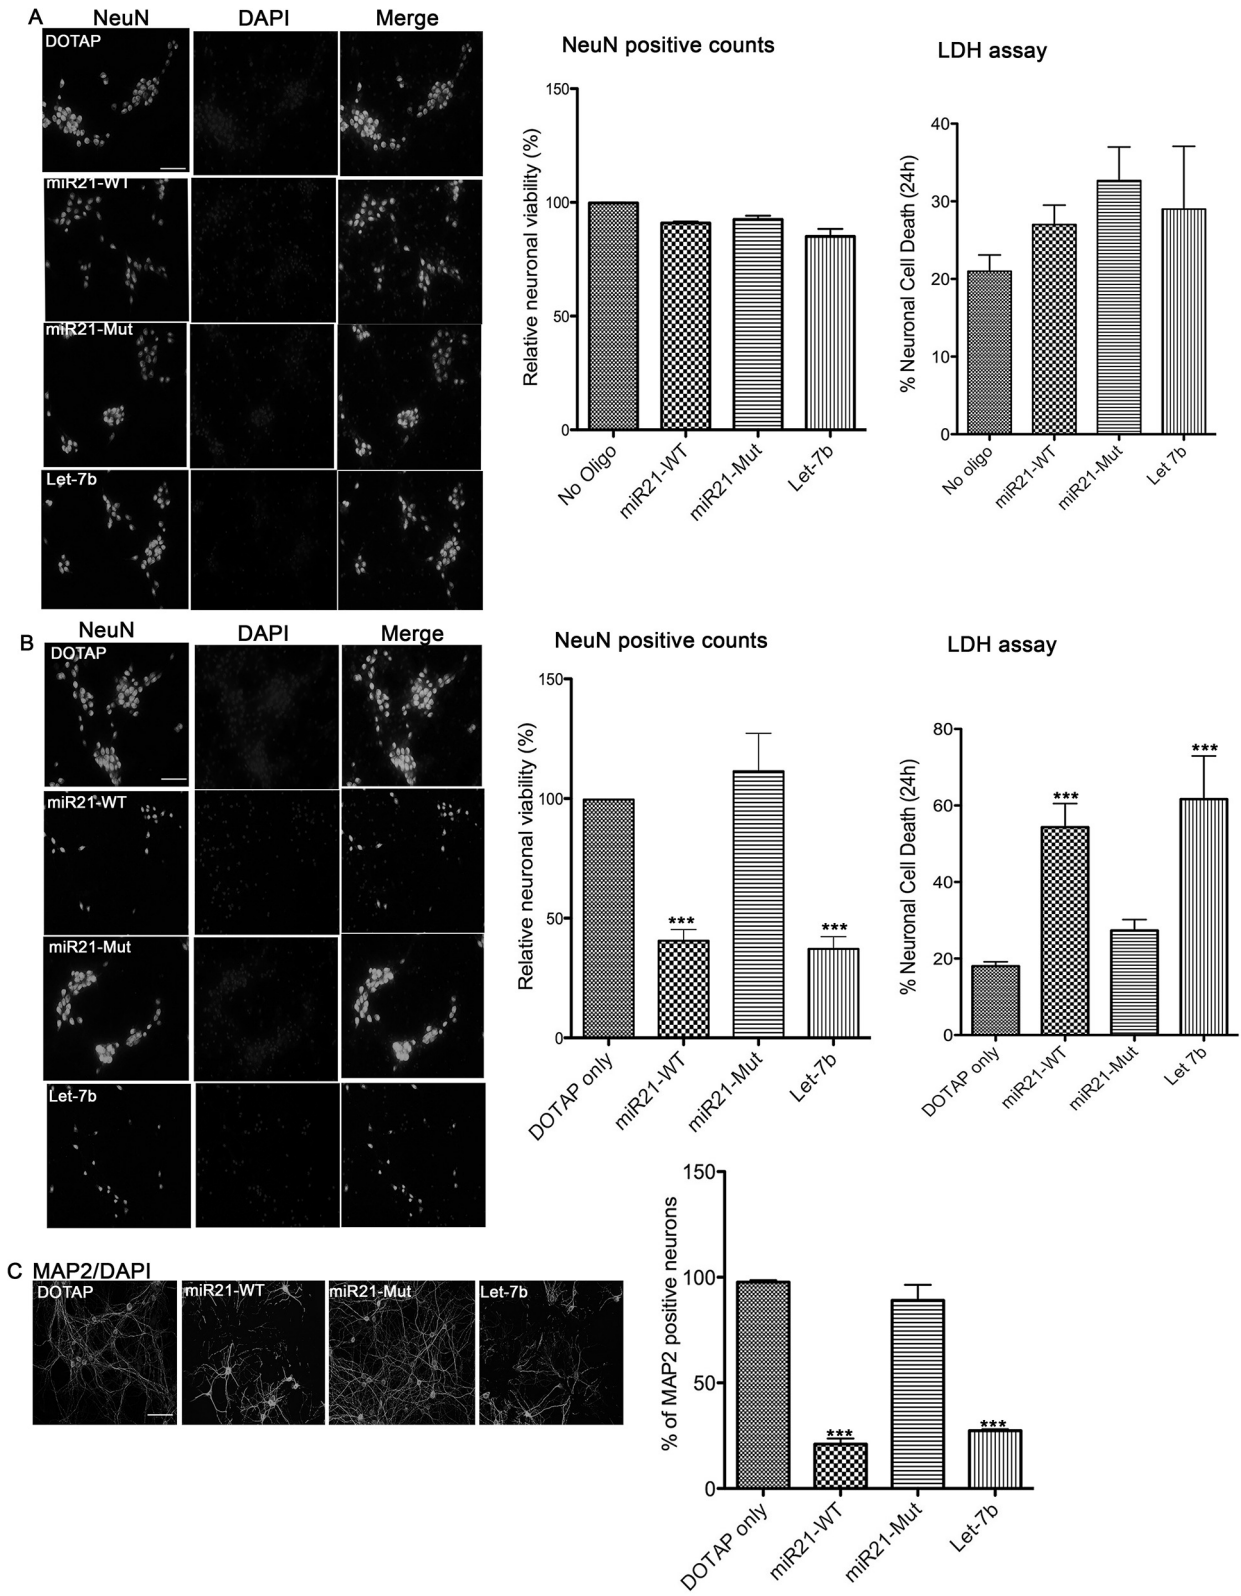 A
NeuN
DAPI
Merge
DOTAP
miR21-WT
miR21-Mut
Let-7b
NeuN positive counts
Relative neuronal viability (%)
150
100
50
0
No Oligo
miR21-WT
miR21-Mut
Let-7b
LDH assay
% Neuronal Cell Death (24h)
40
30
20
10
0
No oligo
miR21-WT
miR21-Mut
Let 7b
B
NeuN
DAPI
Merge
DOTAP
miR21-WT
miR21-Mut
Let-7b
NeuN positive counts
Relative neuronal viability (%)
150
100
50
0
***
***
DOTAP only
miR21-WT
miR21-Mut
Let-7b
LDH assay
% Neuronal Cell Death (24h)
80
60
40
20
0
***
***
DOTAP only
miR21-WT
miR21-Mut
Let 7b
C
MAP2/DAPI
DOTAP
miR21-WT
miR21-Mut
Let-7b
% of MAP2 positive neurons
150
100
50
0
***
***
DOTAP only
miR21-WT
miR21-Mut
Let-7b